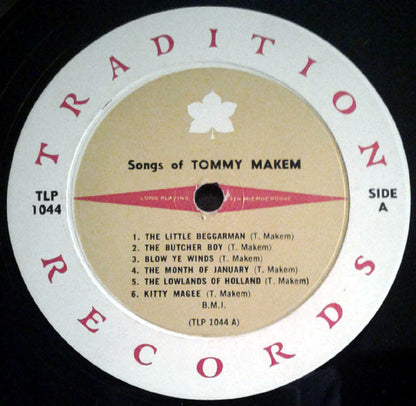 TRADITION
Songs of TOMMY MAKEM
TLP
1044
LONG PLAYING
MICROGROOVE
SIDE
A
1. THE LITTLE BEGGARMAN (T. Makem)
2. THE BUTCHER BOY (T. Makem)
3. BLOW YE WINDS (T. Makem)
4. THE MONTH OF JANUARY (T. Makem)
5. THE LOWLANDS OF HOLLAND (T. Makem)
6. KITTY MAGEE (T. Makem)
B.M.I.
(TLP 1044 A)
RECORDS